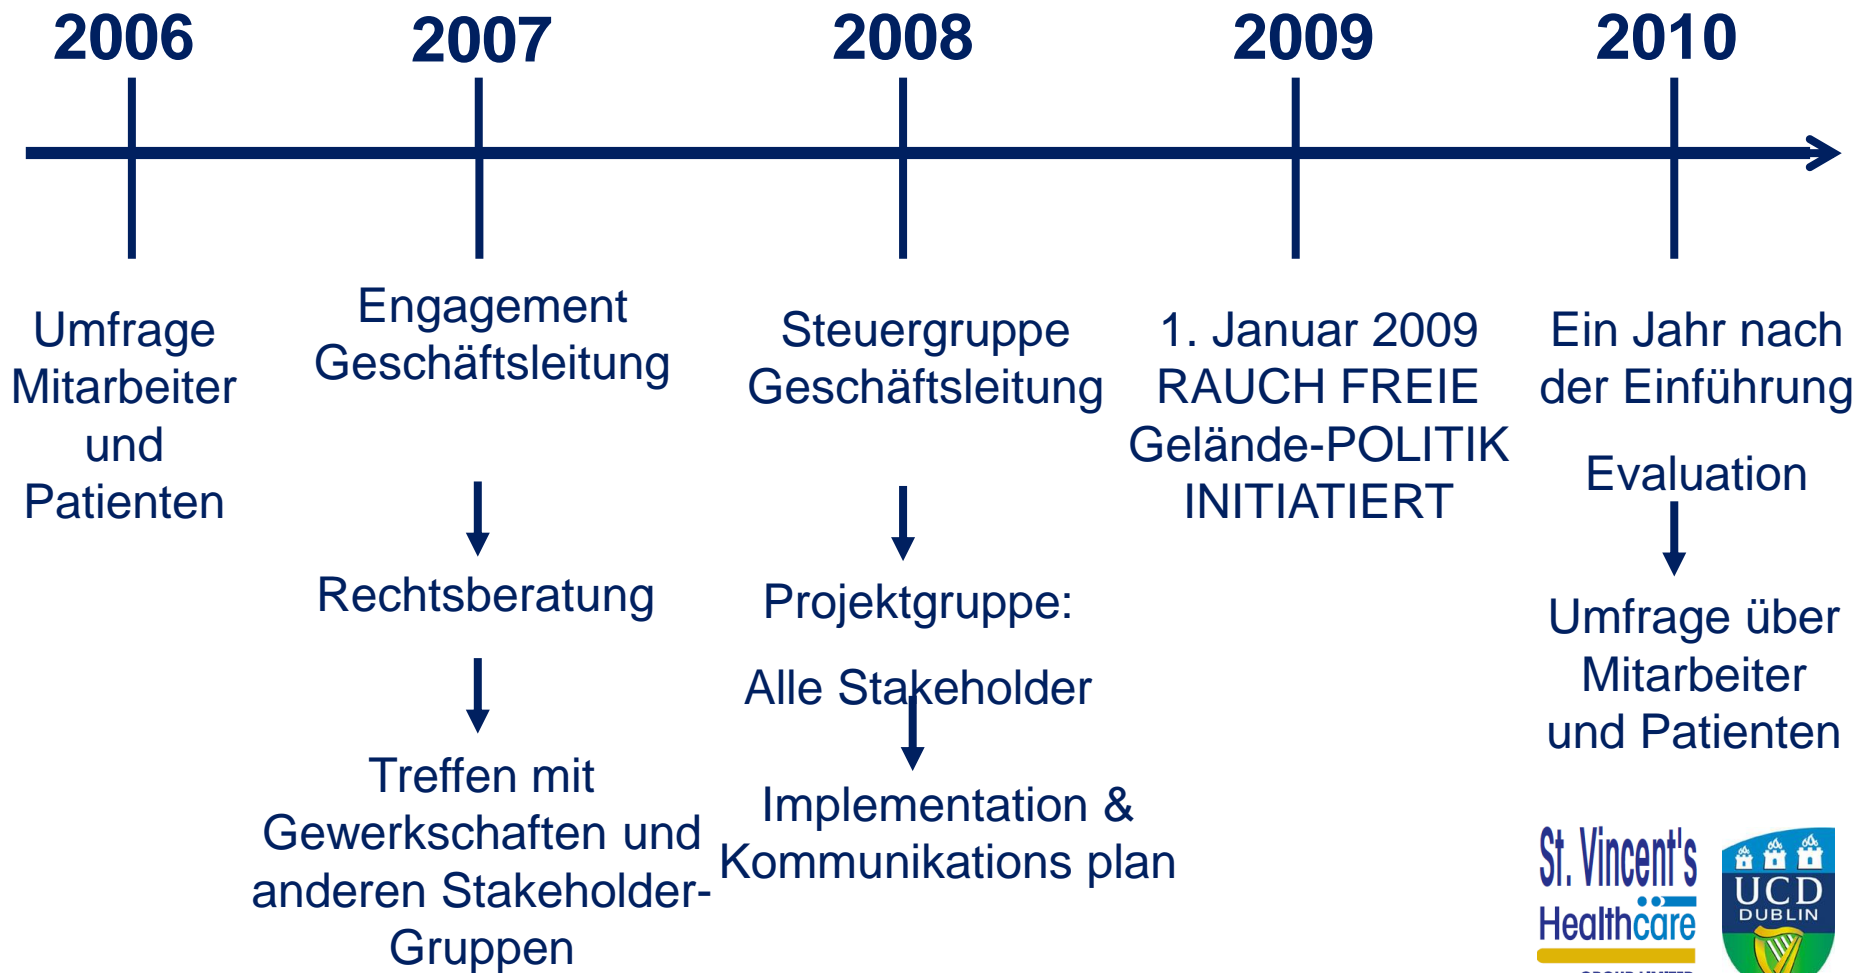 2006
2007
2008
2009
2010
Umfrage
Mitarbeiter
und
Patienten
Engagement
Geschäftsleitung
Rechtsberatung
Treffen mit
Gewerkschaften und
anderen Stakeholder-
Gruppen
Steuergruppe
Geschäftsleitung
Projektgruppe:
Alle Stakeholder
Implementation &
Kommunikations plan
1. Januar 2009
RAUCH FREIE
Gelände-POLITIK
INITIATIERT
Ein Jahr nach
der Einführung
Evaluation
Umfrage über
Mitarbeiter
und Patienten
St. Vincent's
Healthcare
GROUP LIMITED
UCD
DUBLIN